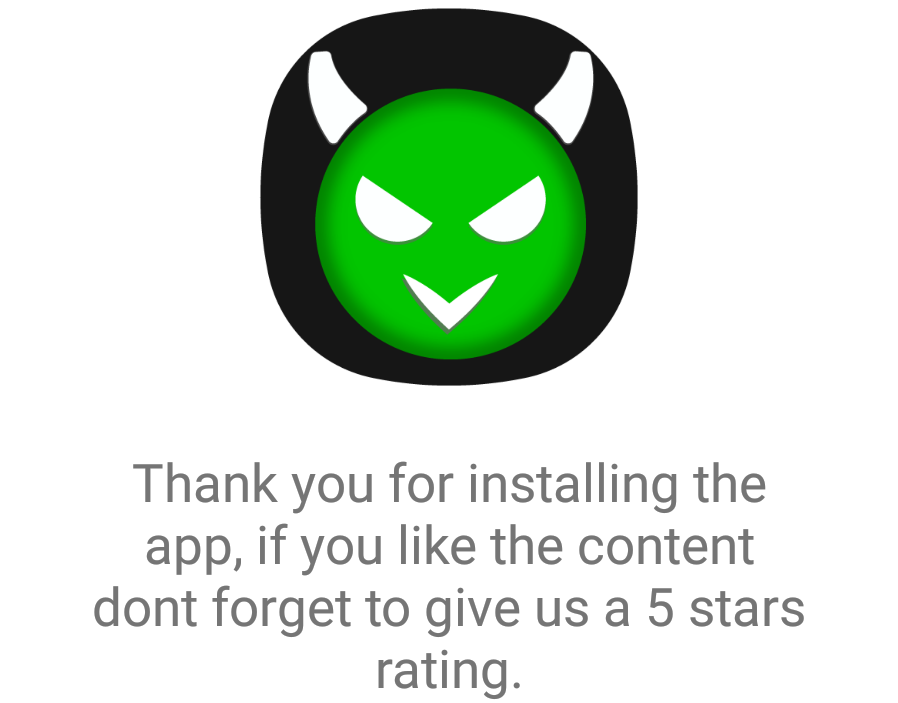 Thank you for installing the
app, if you like the content
dont forget to give us a 5 stars
rating.